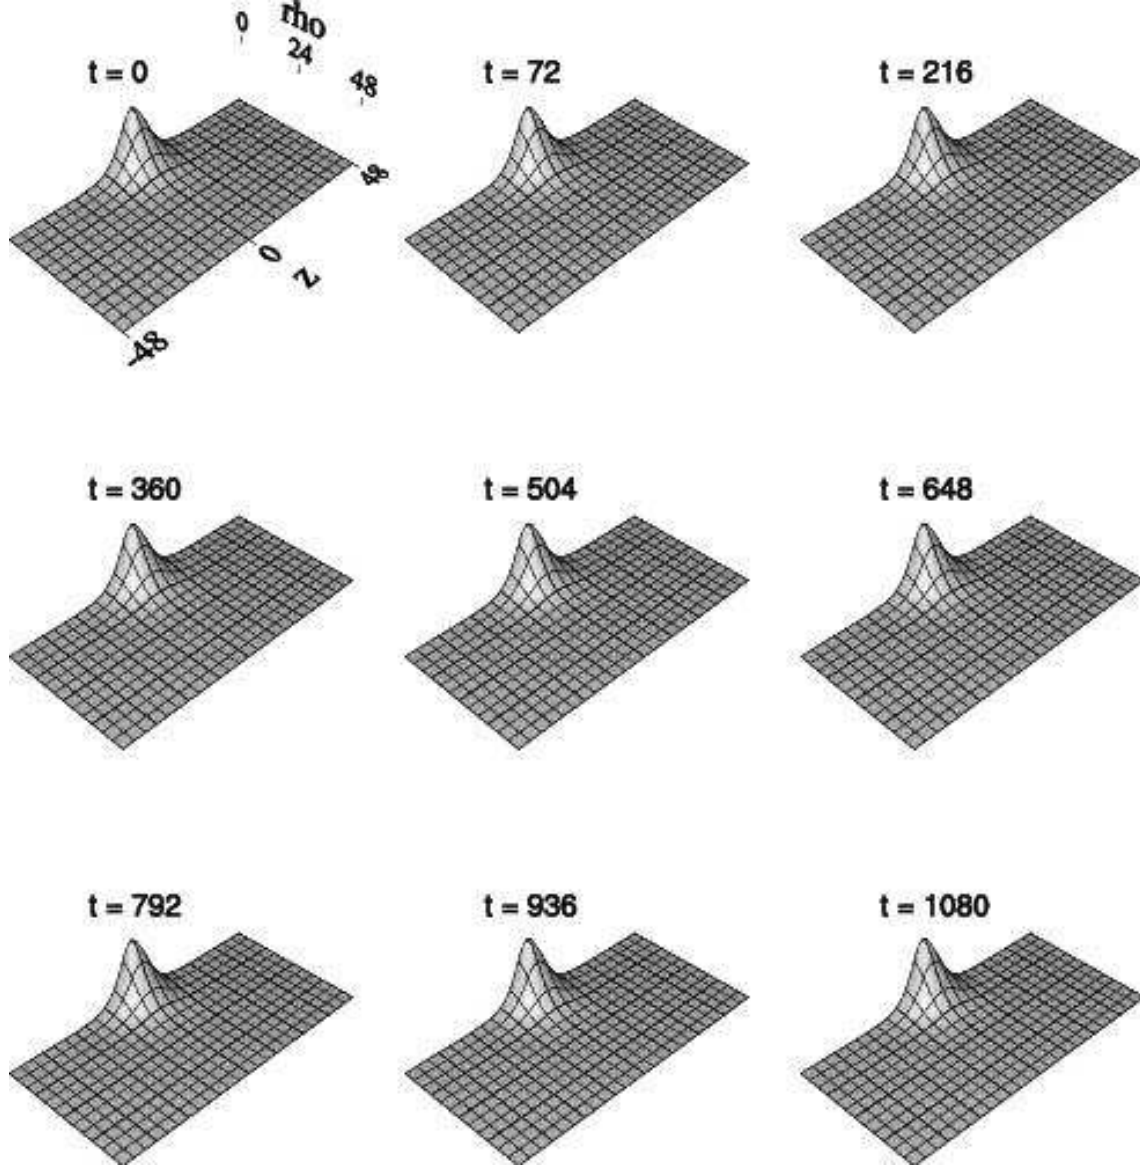 0 rho
24
48
t = 0
t = 72
t = 216
48
0
z
-48
t = 360
t = 504
t = 648
t = 792
t = 936
t = 1080